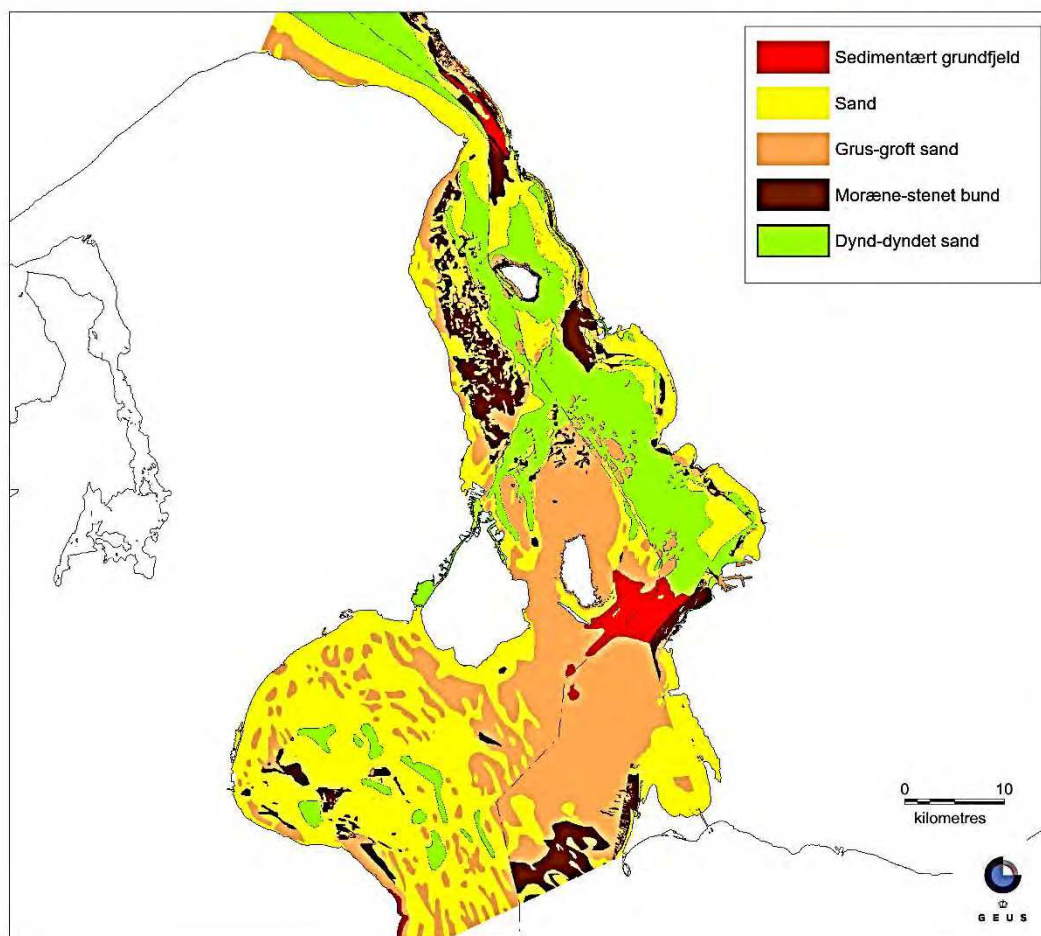 Sedimentært grundfjeld
Sand
Grus-groft sand
Moræne-stenet bund
Dynd-dyndet sand
0 10
kilometres
GEUS